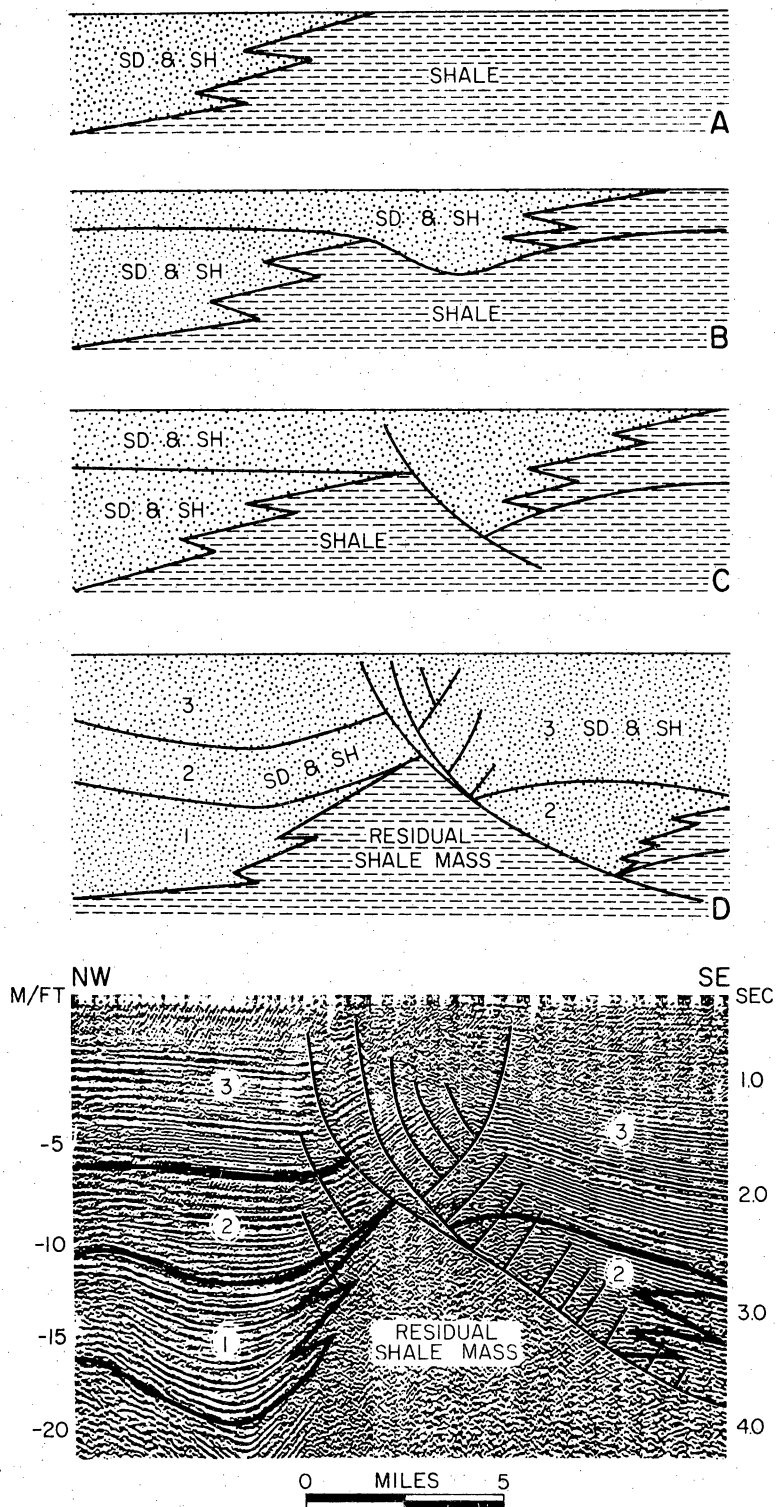 SD & SH
SHALE
A
SD & SH
SD & SH
SHALE
B
SD & SH
SD & SH
SHALE
C
3
3 SD & SH
2 SD & SH
2
1
RESIDUAL
SHALE MASS
D
NW
SE
M/FT
SEC
3
1.0
3
-5
2.0
2
-10
2
3.0
1
-15
RESIDUAL
SHALE MASS
-20
4.0
0 MILES 5